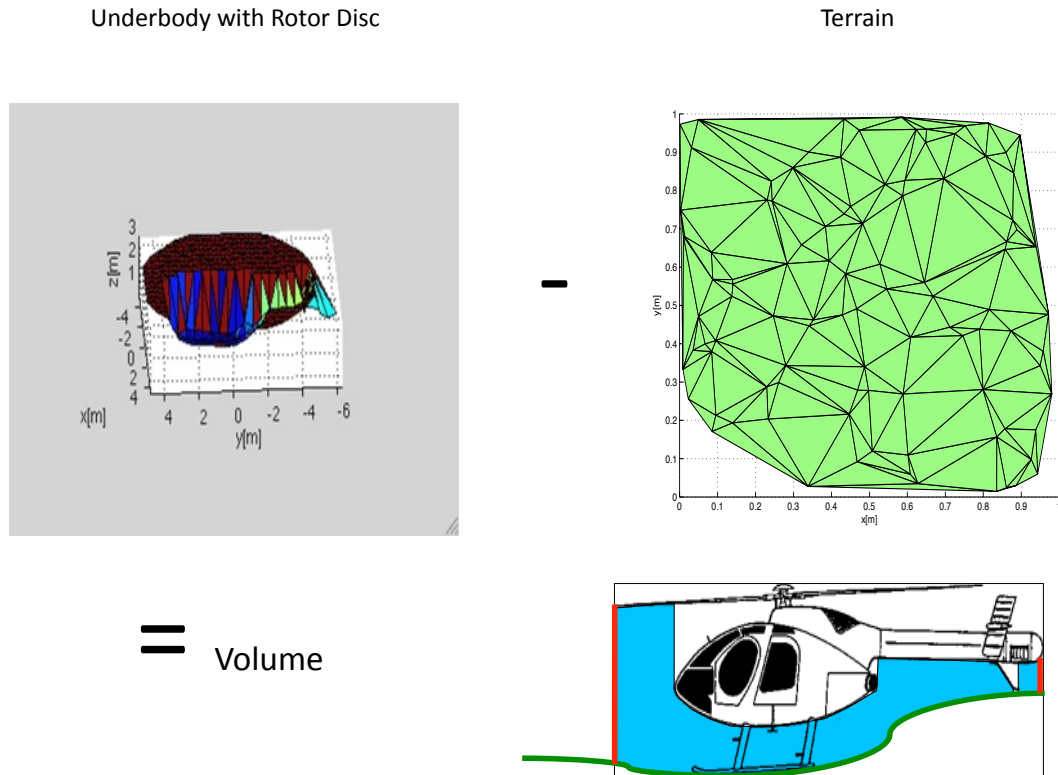 Underbody with Rotor Disc
Terrain
3
2
1
z[m]
-4
-2
0
2
4
x[m]
4 2 0 -2 -4 -6
y[m]
-
1
0.9
0.8
0.7
0.6
0.5
0.4
0.3
0.2
0.1
0
y[m]
0 0.1 0.2 0.3 0.4 0.5 0.6 0.7 0.8 0.9 1
x[m]
= Volume